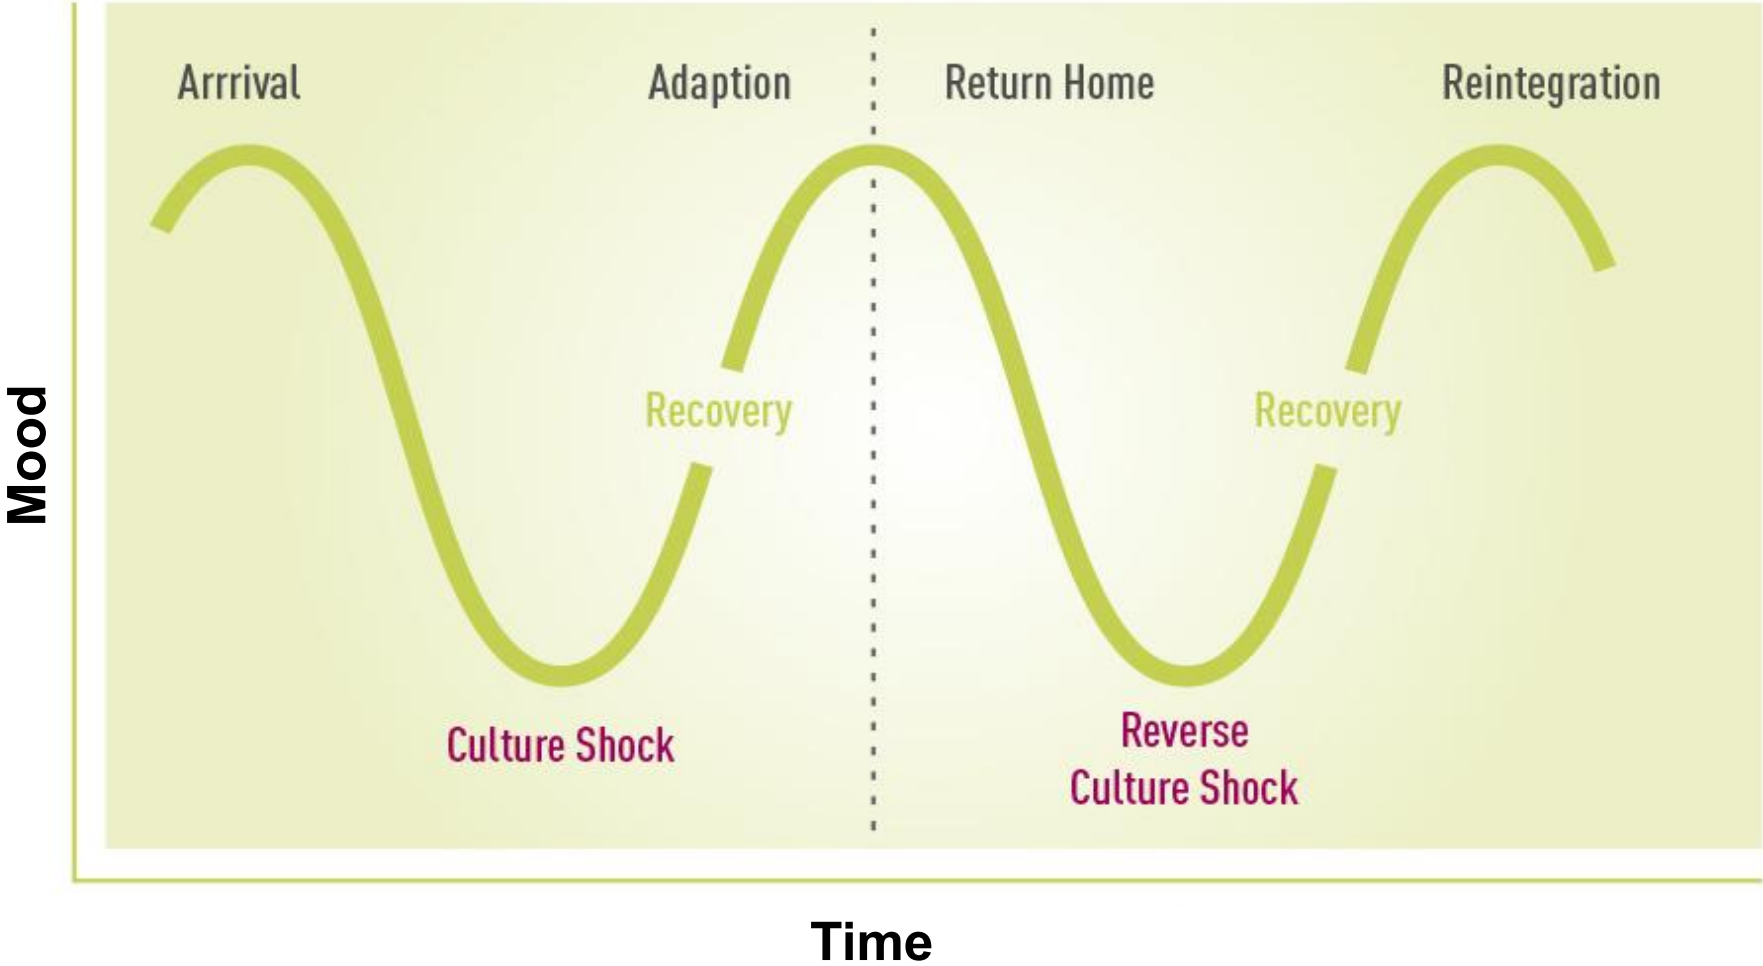 Arrrival
Adaption
Return Home
Reintegration
Recovery
Recovery
Mood
Culture Shock
Reverse
Culture Shock
Time